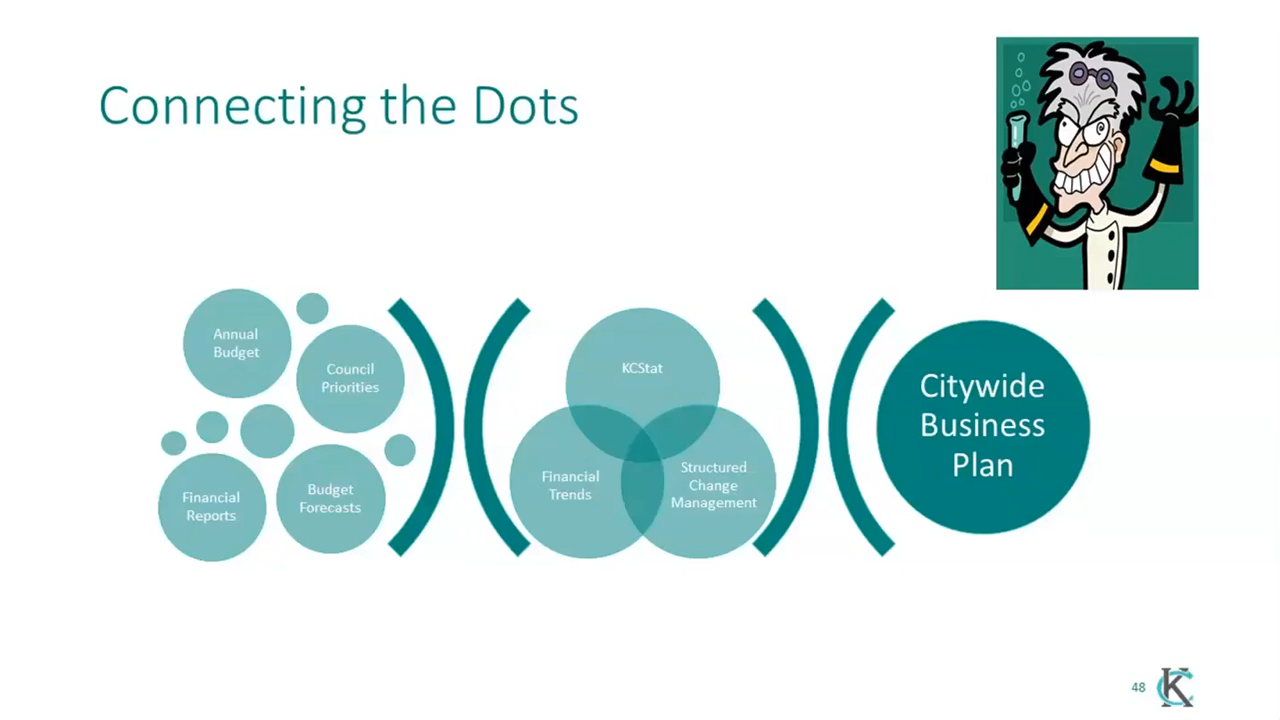 Connecting the Dots
Annual
Budget
Council
Priorities
Financial
Reports
Budget
Forecasts
KCStat
Financial
Trends
Structured
Change
Management
Citywide
Business
Plan
48
KC